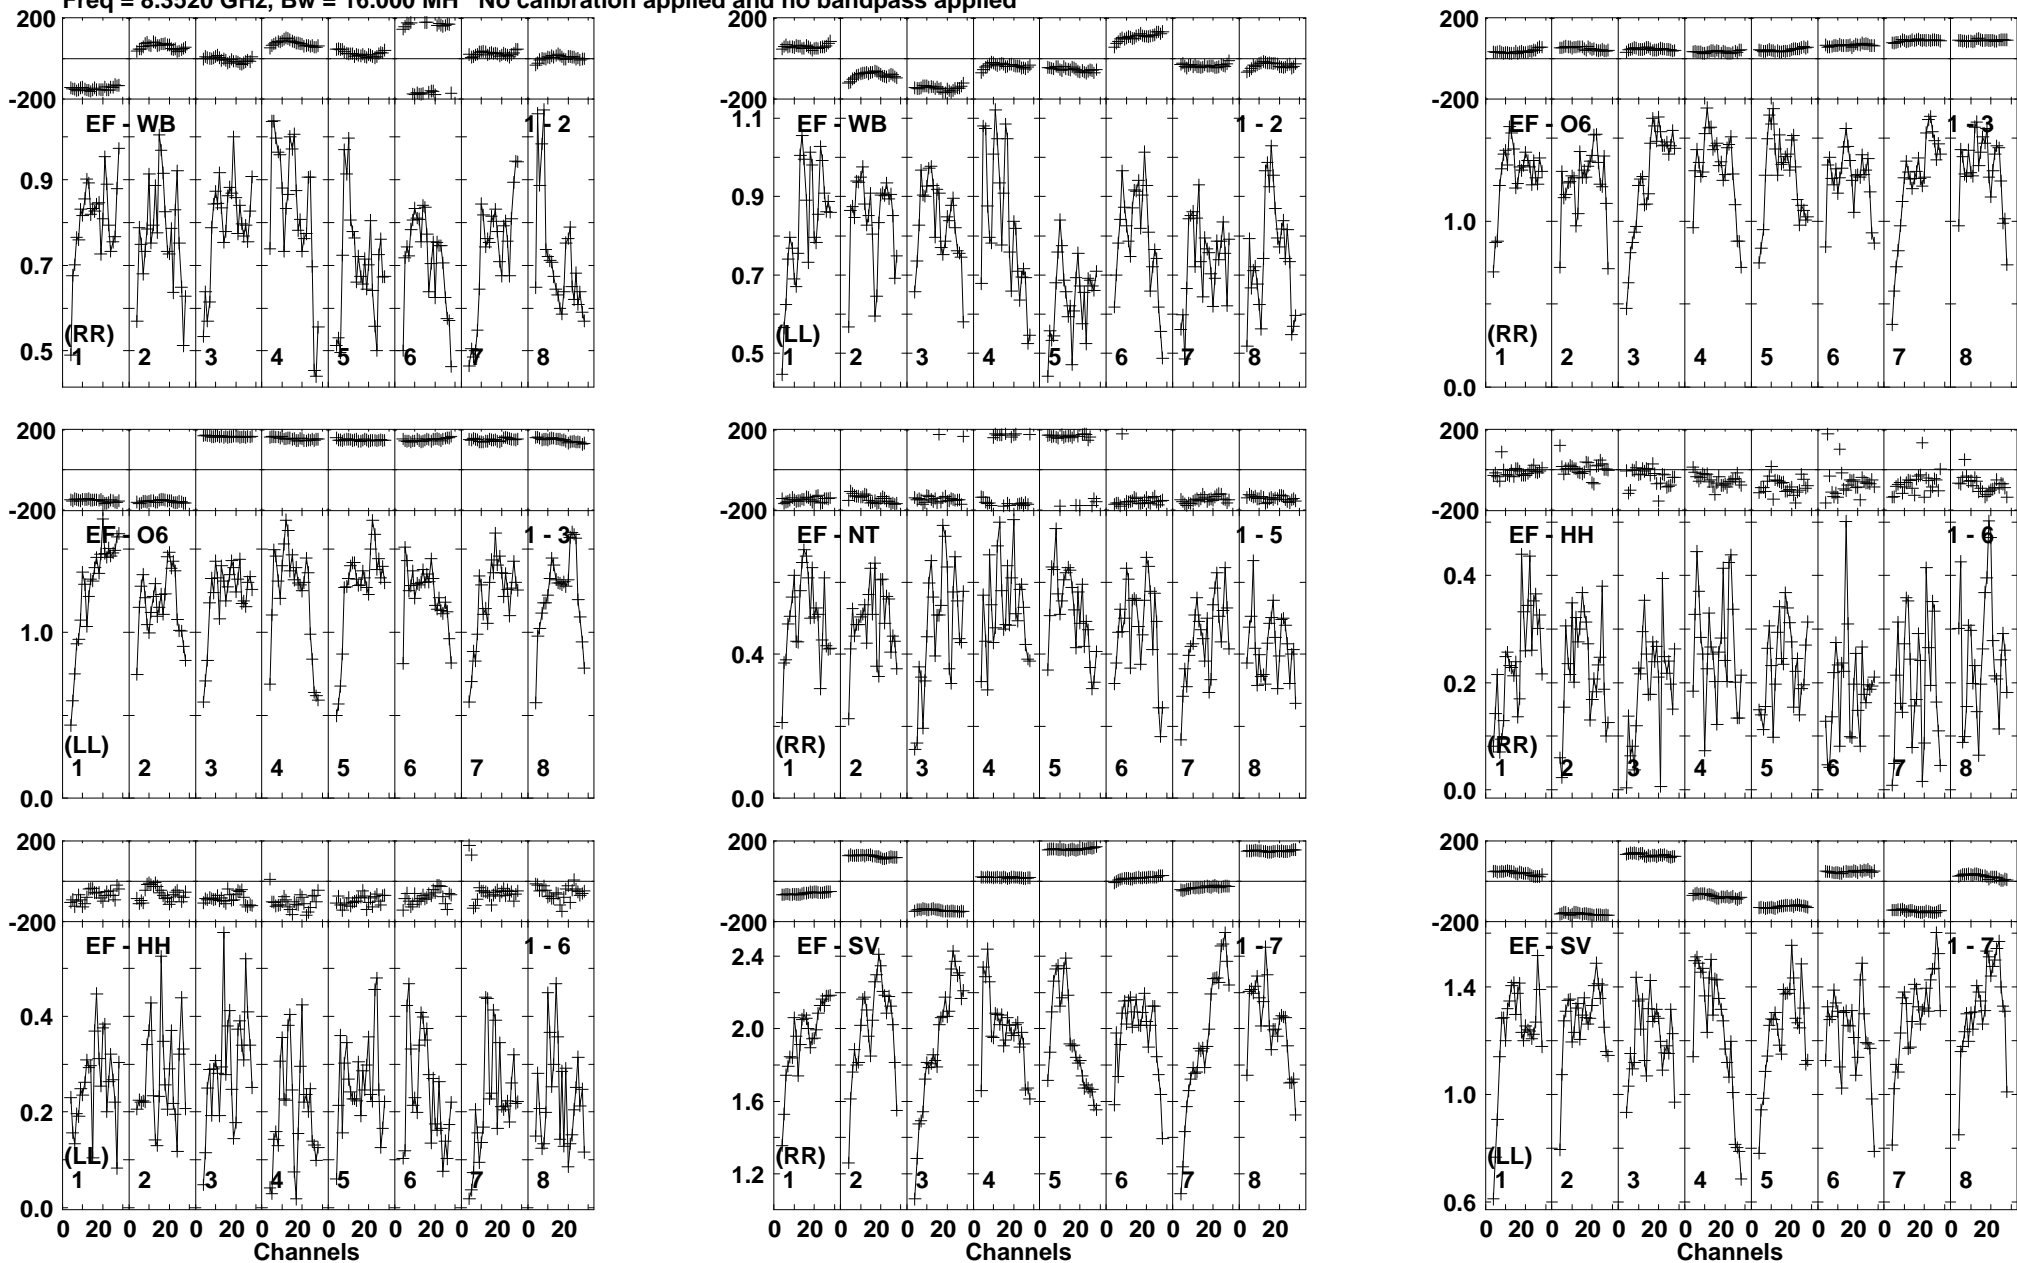 Freq = 8.3520 GHz, Bw = 16.000 MH No calibration applied and no bandpass applied
200 200 200
-200 -200 -200
EF - WB 1 - 2 EF - WB 1 - 2 EF - O6 1 - 3
1.1
0.9 0.9
1.0
0.7 0.7
0.5 0.5
(RR) (LL) (RR)
1 2 3 4 5 6 7 8 1 2 3 4 5 6 7 8 1 2 3 4 5 6 7 8
0.0
200 200 200
-200 -200 -200
EF - O6 1 - 3 EF - NT 1 - 5 EF - HH 1 - 6
0.4
1.0 0.4
0.2
(LL) (RR) (RR)
1 2 3 4 5 6 7 8 1 2 3 4 5 6 7 8 1 2 3 4 5 6 7 8
0.0 0.0 0.0
200 200 200
-200 -200 -200
EF - HH 1 - 6 EF - SV 1 - 7 EF - SV 1 - 7
2.4
1.4
0.4 2.0
1.6 1.0
0.2
(LL) (RR) (LL)
1 2 3 4 5 6 7 8 1 2 3 4 5 6 7 8 1 2 3 4 5 6 7 8
1.2
0.0 0.6
0 20 0 20 0 20 0 20 0 20 0 20 0 20 0 20 0 20 0 20 0 20 0 20 0 20 0 20 0 20 0 20 0 20 0 20 0 20 0 20 0 20 0 20 0 20 0 20
Channels Channels Channels